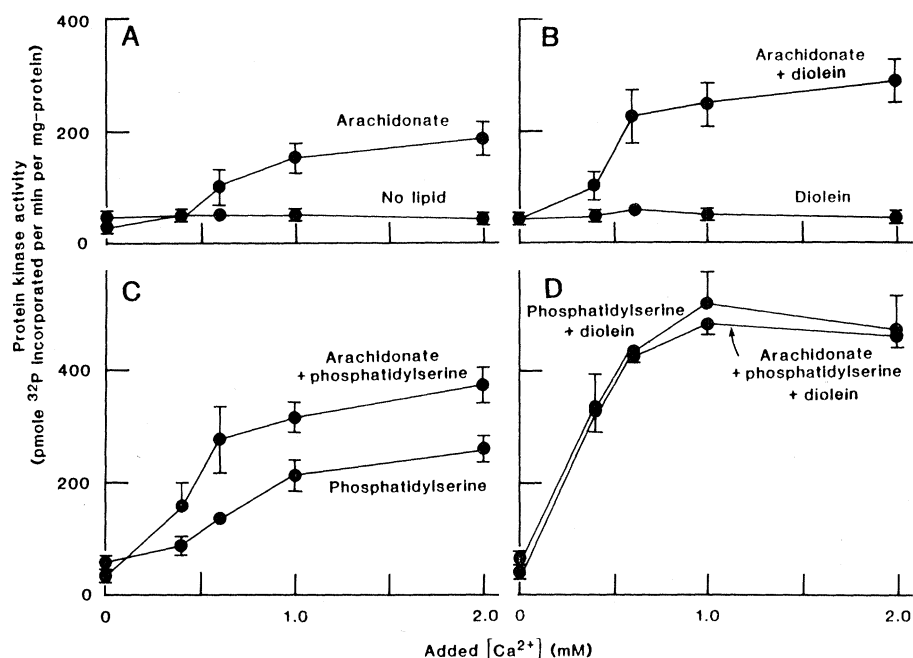 Protein kinase activity
(pmole 32P Incorporated per min per mg-protein)
A
400
200
0
Arachidonate
No lipid
B
Arachidonate
+ diolein
Diolein
C
400
200
0
Arachidonate
+ phosphatidylserine
Phosphatidylserine
0
1.0
2.0
D
Phosphatidylserine
+ diolein
Arachidonate
+ phosphatidylserine
+ diolein
0
1.0
2.0
Added [Ca2+] (mM)